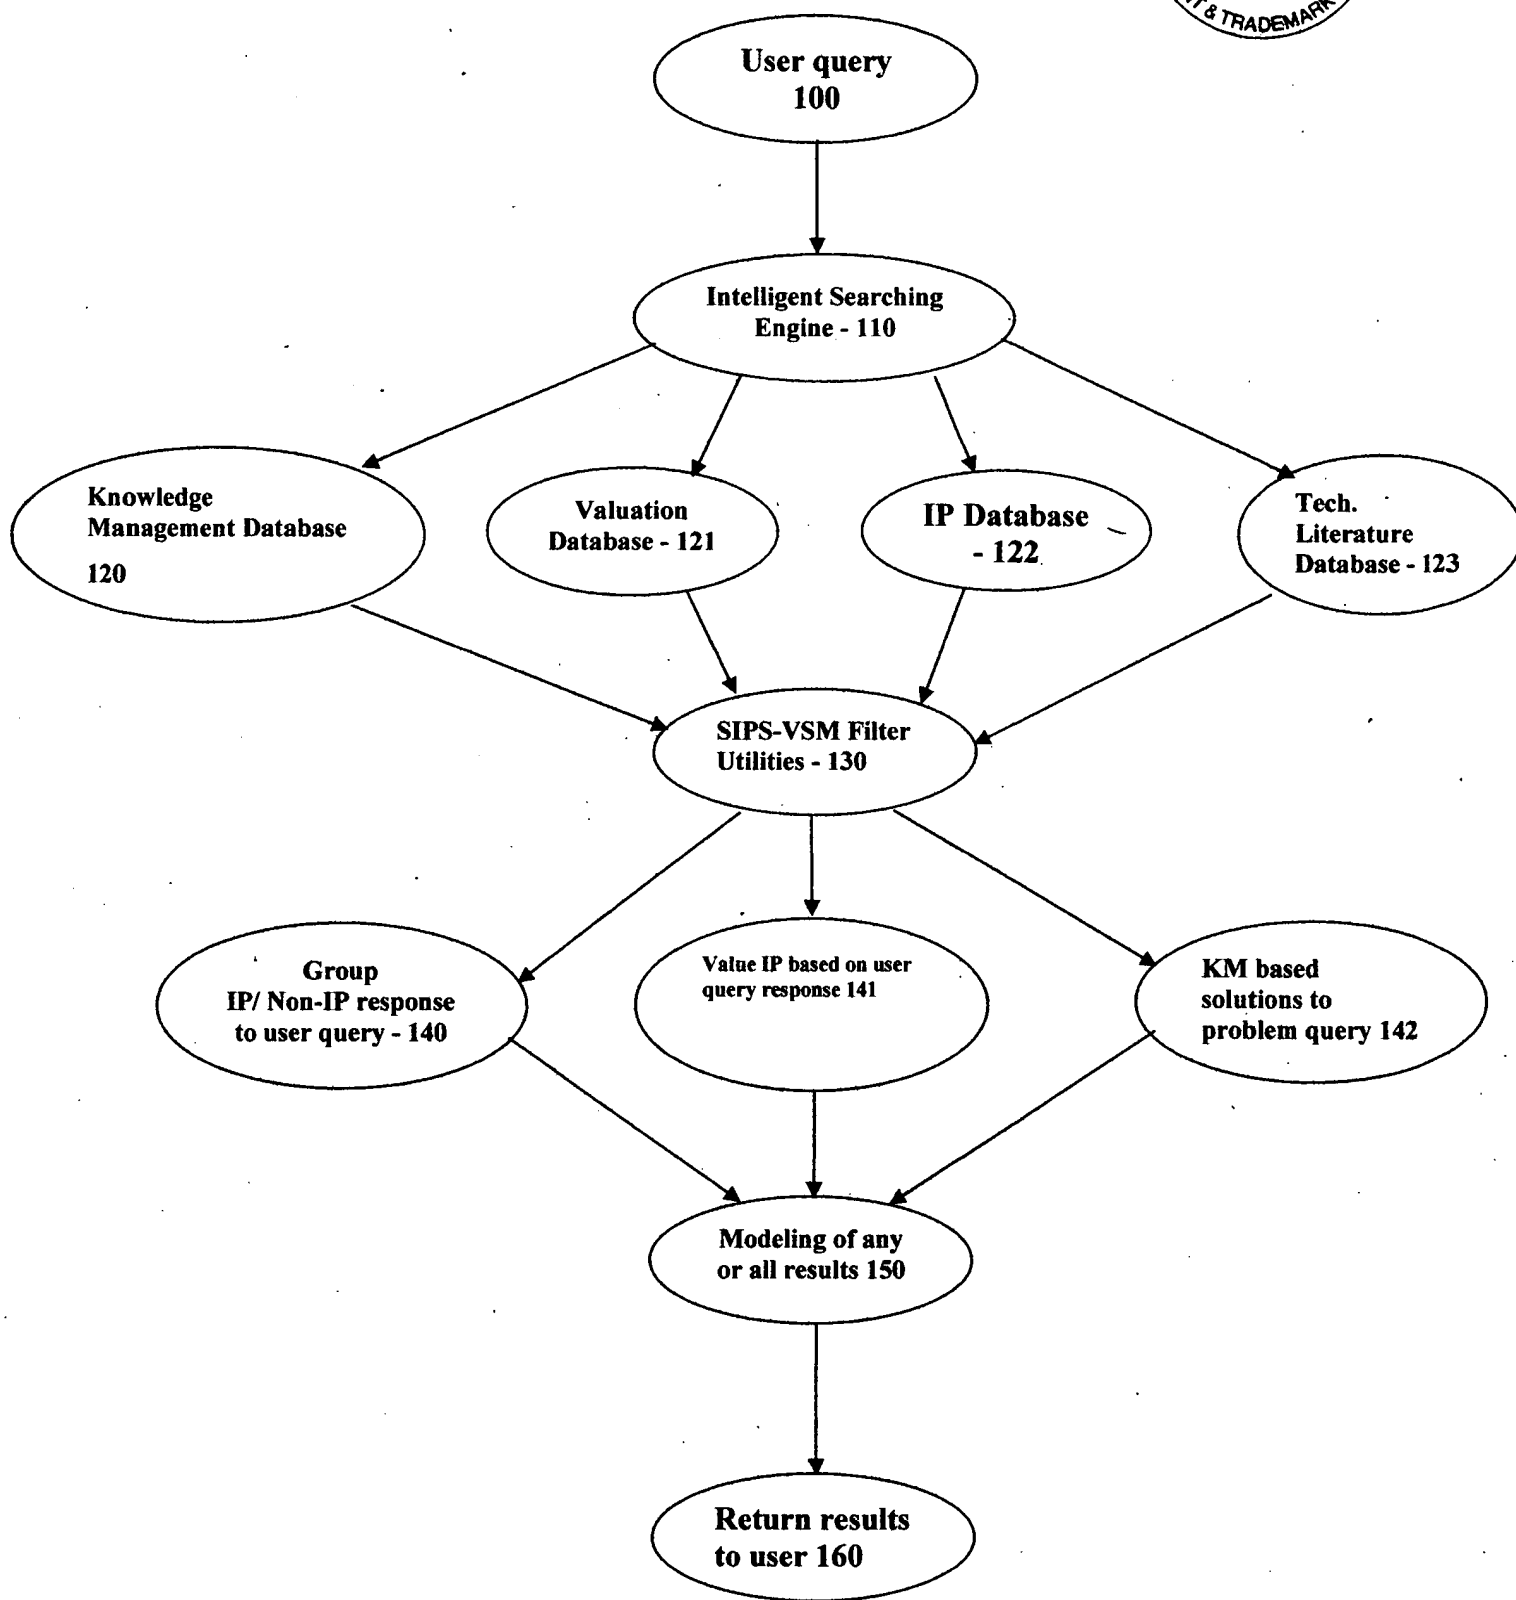 & TRADEMARK
User query
100
Intelligent Searching
Engine - 110
Knowledge
Management Database
120
Valuation
Database - 121
IP Database
- 122
Tech.
Literature
Database - 123
SIPS-VSM Filter
Utilities - 130
Group
IP/ Non-IP response
to user query - 140
Value IP based on user
query response 141
KM based
solutions to
problem query 142
Modeling of any
or all results 150
Return results
to user 160